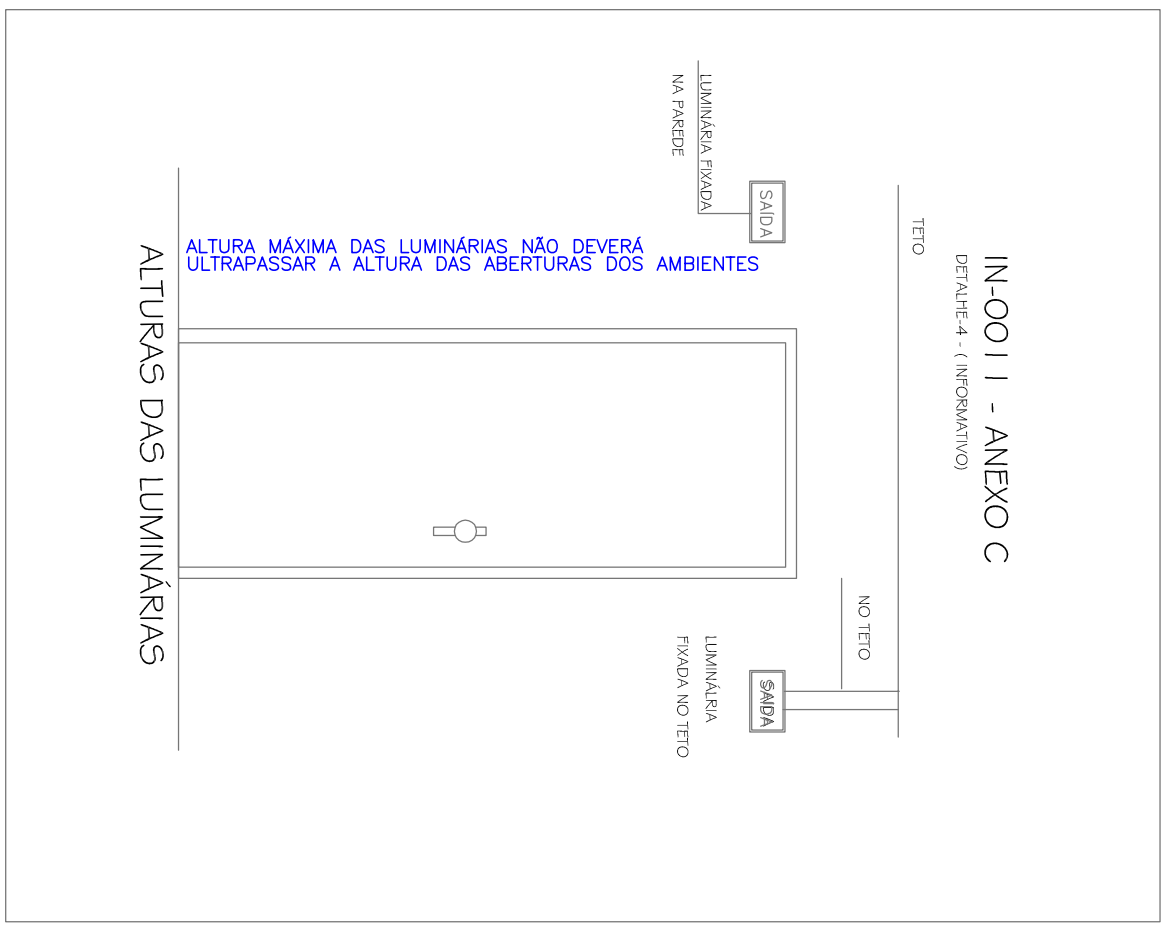 IN-0011 - ANEXO C
DETALHE-4 - ( INFORMATIVO)
TETO
NO TETO
SAÍDA
SAÍDA
LUMINÁRIA FIXADA
NA PAREDE
LUMINÁLRIA
FIXADA NO TETO
ALTURA MÁXIMA DAS LUMINÁRIAS NÃO DEVERÁ
ULTRAPASSAR A ALTURA DAS ABERTURAS DOS AMBIENTES
ALTURAS DAS LUMINÁRIAS